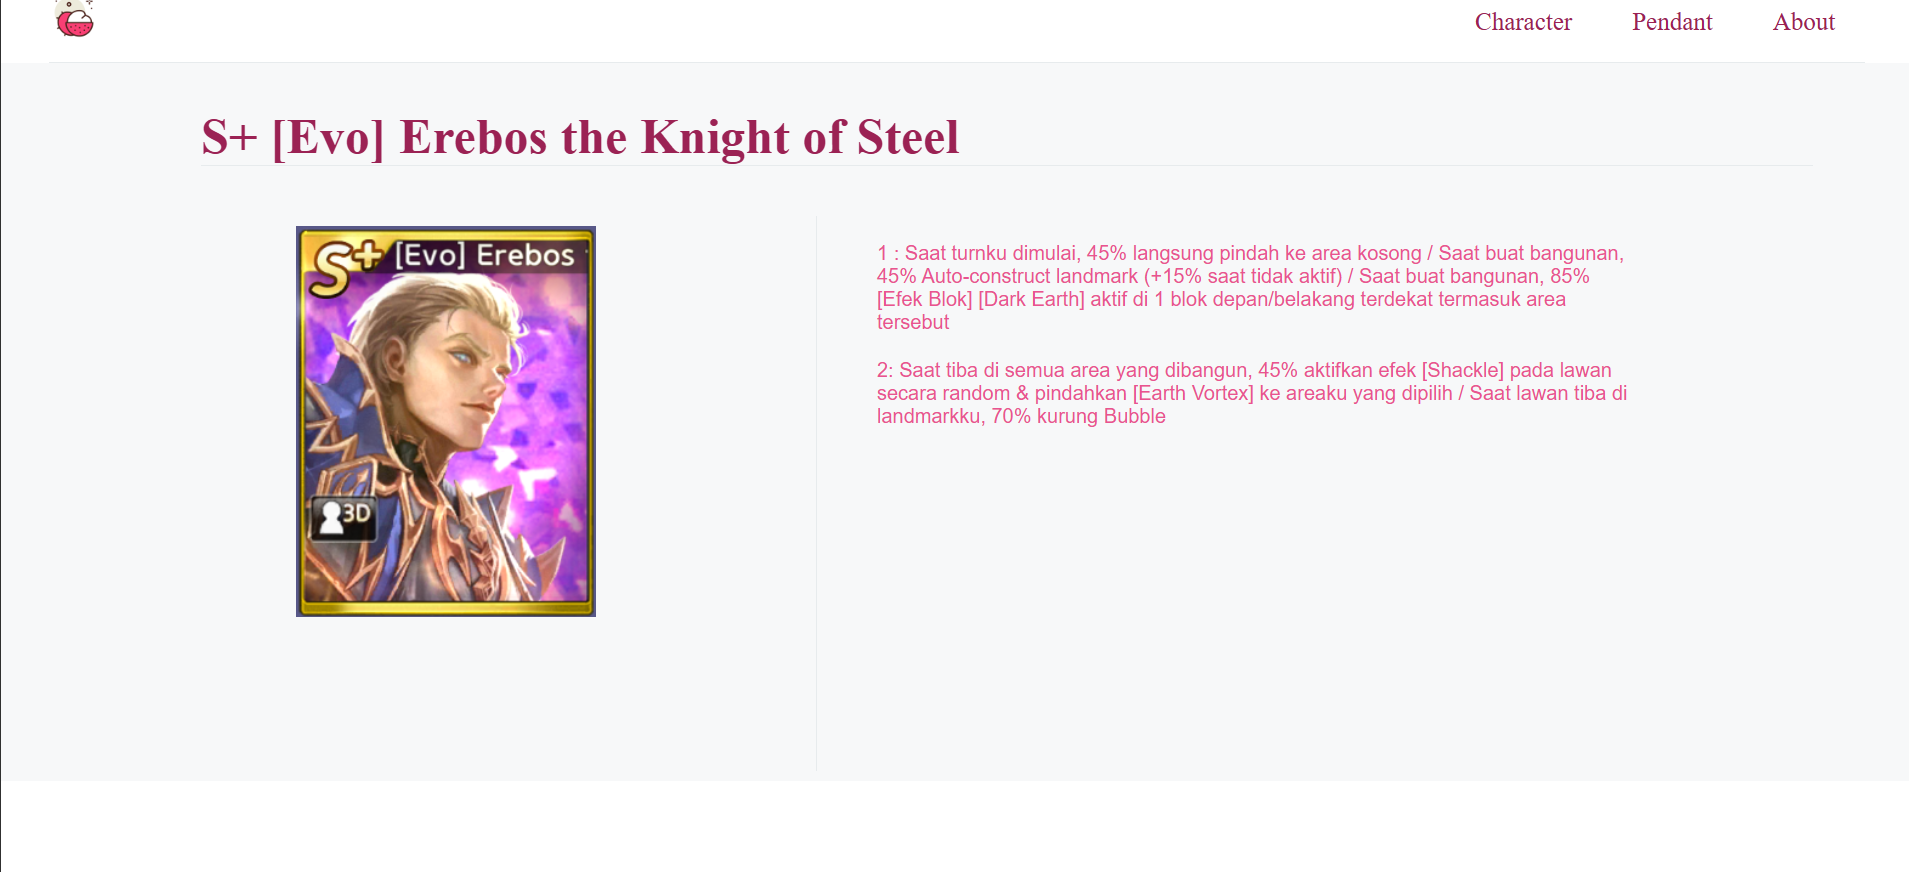 Character
Pendant
About
S+ [Evo] Erebos the Knight of Steel
S+ [Evo] Erebos
3D
1 : Saat turnku dimulai, 45% langsung pindah ke area kosong / Saat buat bangunan,
45% Auto-construct landmark (+15% saat tidak aktif) / Saat buat bangunan, 85%
[Efek Blok] [Dark Earth] aktif di 1 blok depan/belakang terdekat termasuk area
tersebut
2: Saat tiba di semua area yang dibangun, 45% aktifkan efek [Shackle] pada lawan
secara random & pindahkan [Earth Vortex] ke areaku yang dipilih / Saat lawan tiba di
landmarkku, 70% kurung Bubble